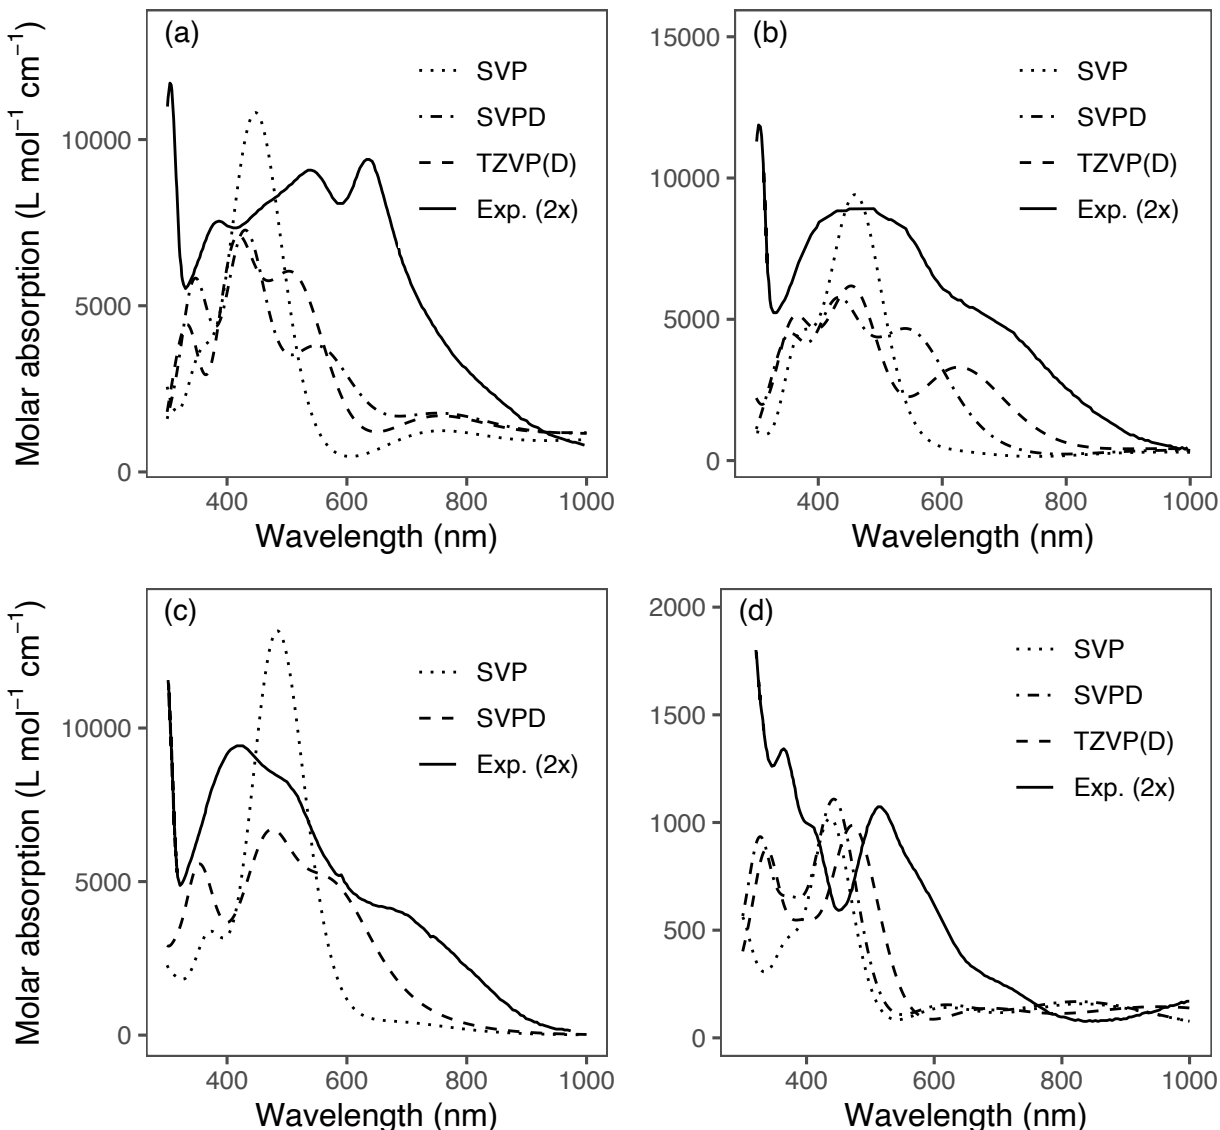 (a)
SVP
SVPD
TZVP(D)
Exp. (2x)
10000
5000
0
400 600 800 1000
Wavelength (nm)
Molar absorption (L mol⁻¹ cm⁻¹)
(b)
SVP
SVPD
TZVP(D)
Exp. (2x)
15000
10000
5000
0
400 600 800 1000
Wavelength (nm)
(c)
SVP
SVPD
Exp. (2x)
10000
5000
0
400 600 800 1000
Wavelength (nm)
Molar absorption (L mol⁻¹ cm⁻¹)
(d)
SVP
SVPD
TZVP(D)
Exp. (2x)
2000
1500
1000
500
0
400 600 800 1000
Wavelength (nm)